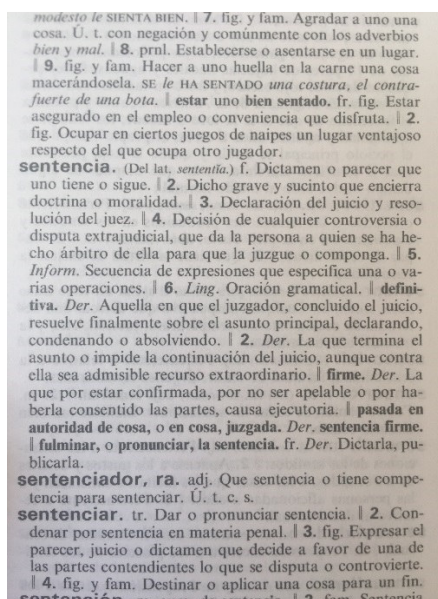 modesto le SIENTA BIEN. ‖ 7. fig. y fam. Agradar a uno una
cosa. Ú. t. con negación y comúnmente con los adverbios
bien y mal. ‖ 8. prnl. Establecerse o asentarse en un lugar.
‖ 9. fig. y fam. Hacer a uno huella en la carne una cosa
macerándosela. SE le HA SENTADO una costura, el contra-
fuerte de una bota. ‖ estar uno bien sentado. fr. fig. Estar
asegurado en el empleo o conveniencia que disfruta. ‖ 2.
fig. Ocupar en ciertos juegos de naipes un lugar ventajoso
respecto del que ocupa otro jugador.
sentencia. (Del lat. sententĭa.) f. Dictamen o parecer que
uno tiene o sigue. ‖ 2. Dicho grave y sucinto que encierra
doctrina o moralidad. ‖ 3. Declaración del juicio y reso-
lución del juez. ‖ 4. Decisión de cualquier controversia o
disputa extrajudicial, que da la persona a quien se ha he-
cho árbitro de ella para que la juzgue o componga. ‖ 5.
Inform. Secuencia de expresiones que especifica una o va-
rias operaciones. ‖ 6. Ling. Oración gramatical. ‖ defini-
tiva. Der. Aquella en que el juzgador, concluido el juicio,
resuelve finalmente sobre el asunto principal, declarando,
condenando o absolviendo. ‖ 2. Der. La que termina el
asunto o impide la continuación del juicio, aunque contra
ella sea admisible recurso extraordinario. ‖ firme. Der. La
que por estar confirmada, por no ser apelable o por ha-
berla consentido las partes, causa ejecutoria. ‖ pasada en
autoridad de cosa, o en cosa, juzgada. Der. sentencia firme.
‖ fulminar, o pronunciar, la sentencia. fr. Der. Dictarla, pu-
blicarla.
sentenciador, ra. adj. Que sentencia o tiene compe-
tencia para sentenciar. Ú. t. c. s.
sentenciar. tr. Dar o pronunciar sentencia. ‖ 2. Con-
denar por sentencia en materia penal. ‖ 3. fig. Expresar el
parecer, juicio o dictamen que decide a favor de una de
las partes contendientes lo que se disputa o controvierte.
‖ 4. fig. y fam. Destinar o aplicar una cosa para un fin.